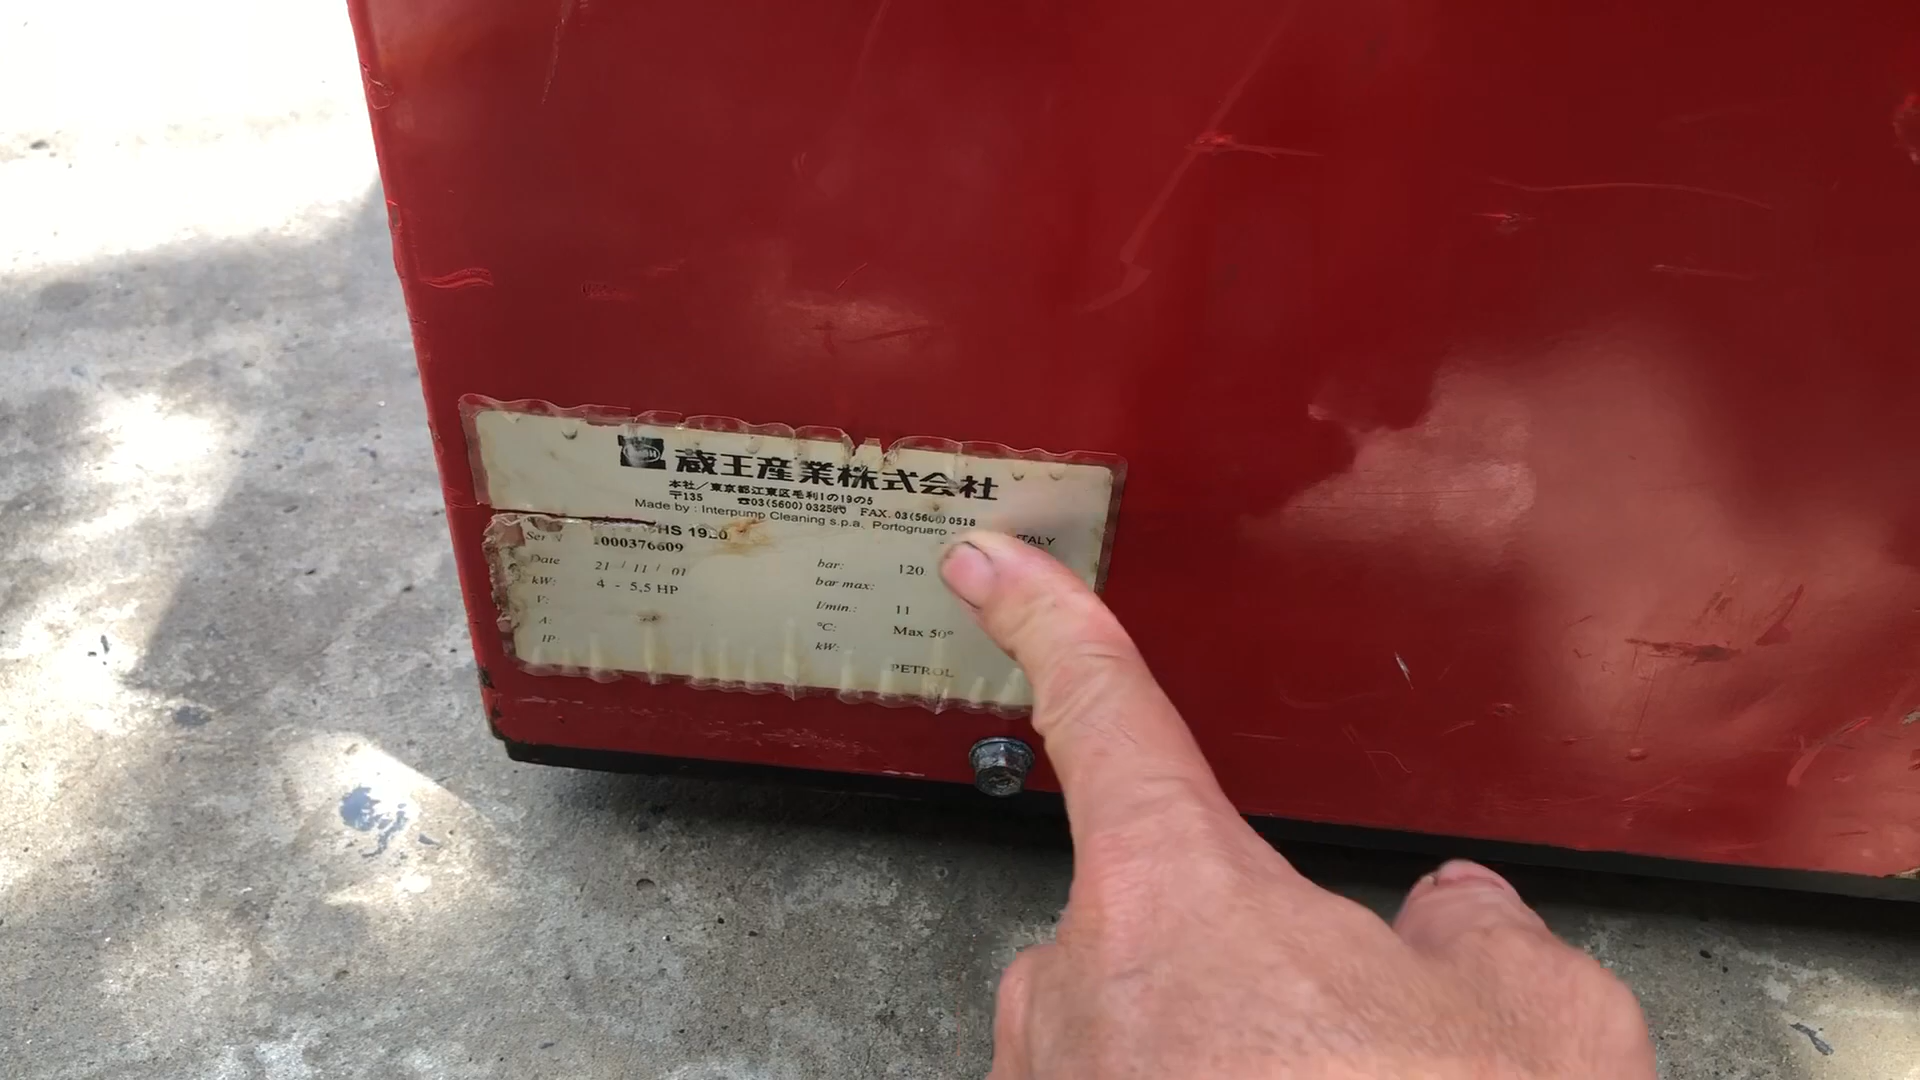 蔵王産業株式会社
本社/東京都江東区毛利1の19の5
〒135 ☎03(5600) FAX. 03(5600) 0518
Made by : Interpump Cleaning s.p.a. Portogruaro - ITALY
HS
Ser N 1000376609
Date 21 / 11 / 01
kW: 4 - 5,5 HP
V:
A:
IP:
bar: 120
bar max:
l/min.: 11
°C: Max 50°
kW:
PETROL